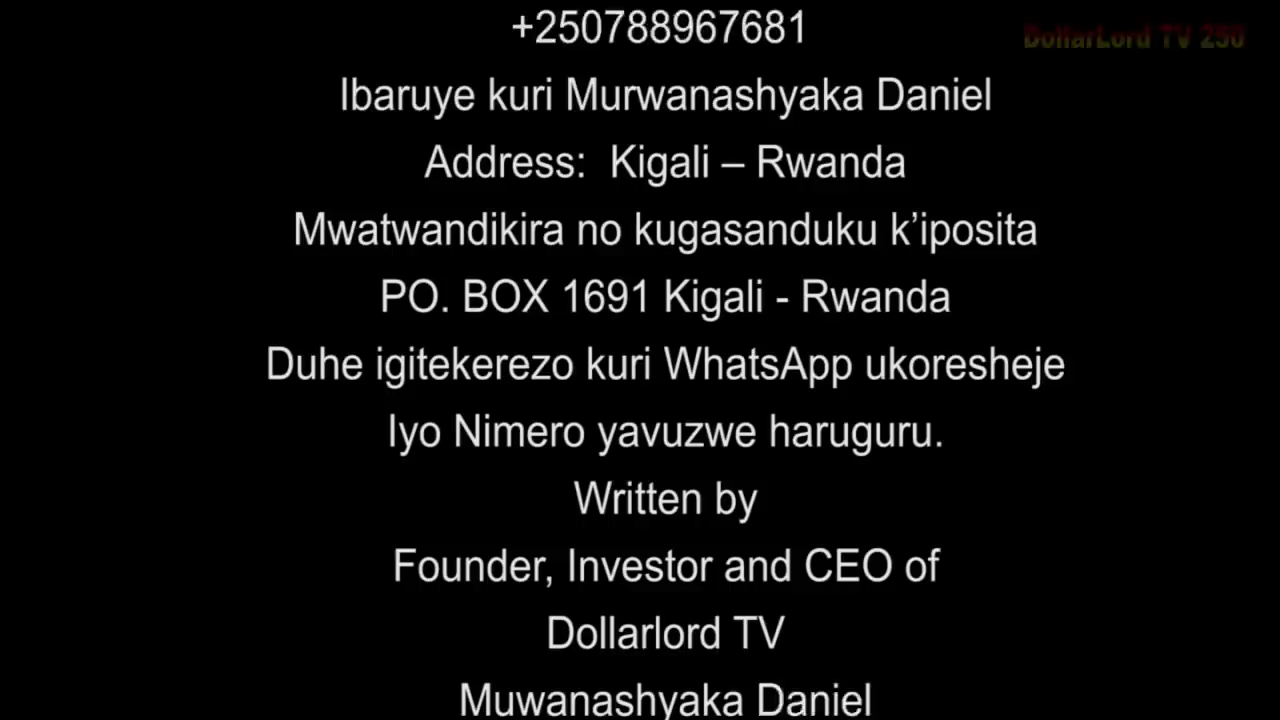 +250788967681
DollarLord TV 250
Ibaruye kuri Murwanashyaka Daniel
Address:  Kigali – Rwanda
Mwatwandikira no kugasanduku k’iposita
PO. BOX 1691 Kigali - Rwanda
Duhe igitekerezo kuri WhatsApp ukoresheje
Iyo Nimero yavuzwe haruguru.
Written by
Founder, Investor and CEO of
Dollarlord TV
Muwanashyaka Daniel